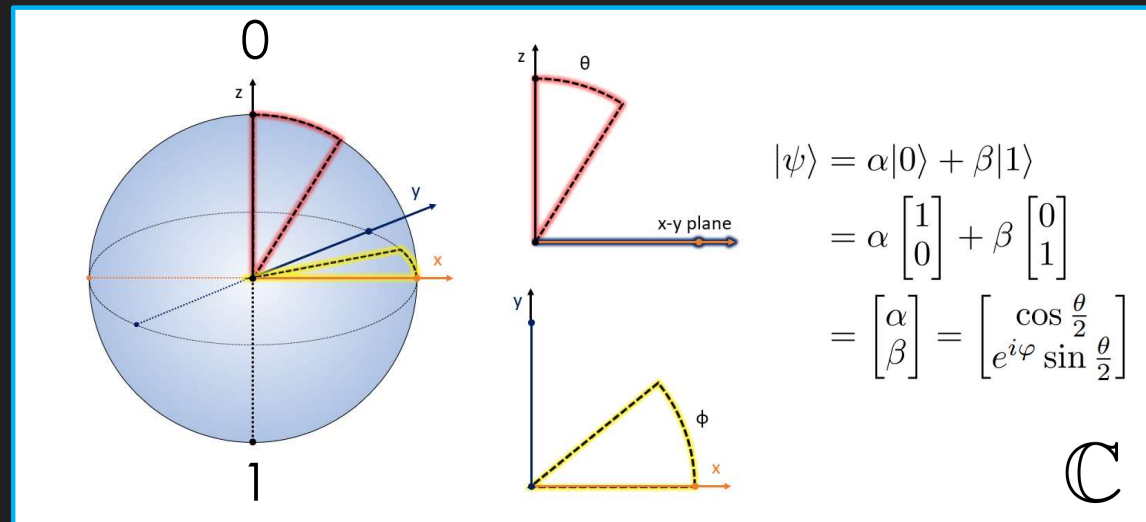 0
z
y
x
1
z
θ
x-y plane
y
ϕ
x
|ψ⟩ = α|0⟩ + β|1⟩
= α [1 0] + β [0 1]
= [α β] = [cos θ/2 e^{iφ} sin θ/2]
ℂ